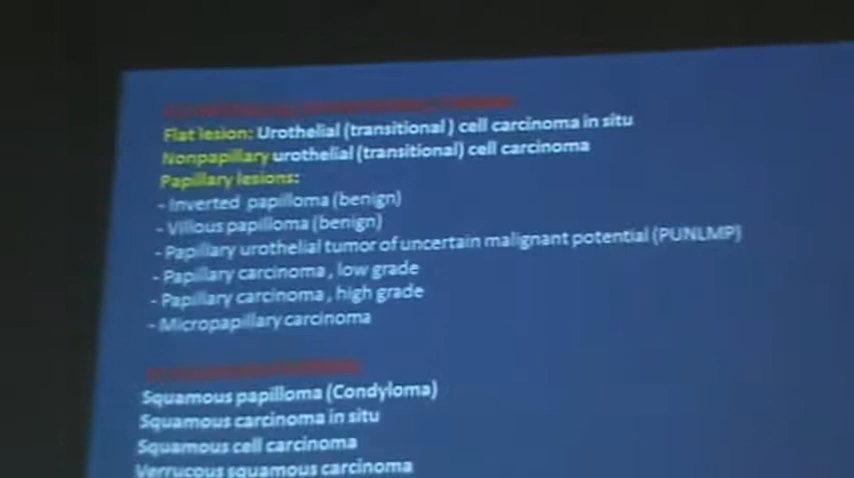 Flat lesion: Urothelial (transitional ) cell carcinoma in situ
Nonpapillary urothelial (transitional) cell carcinoma
Papillary lesions:
- Inverted papilloma (benign)
- Villous papilloma (benign)
- Papillary urothelial tumor of uncertain malignant potential (PUNLMP)
- Papillary carcinoma , low grade
- Papillary carcinoma , high grade
- Micropapillary carcinoma
Squamous papilloma (Condyloma)
Squamous carcinoma in situ
Squamous cell carcinoma
Verrucous squamous carcinoma